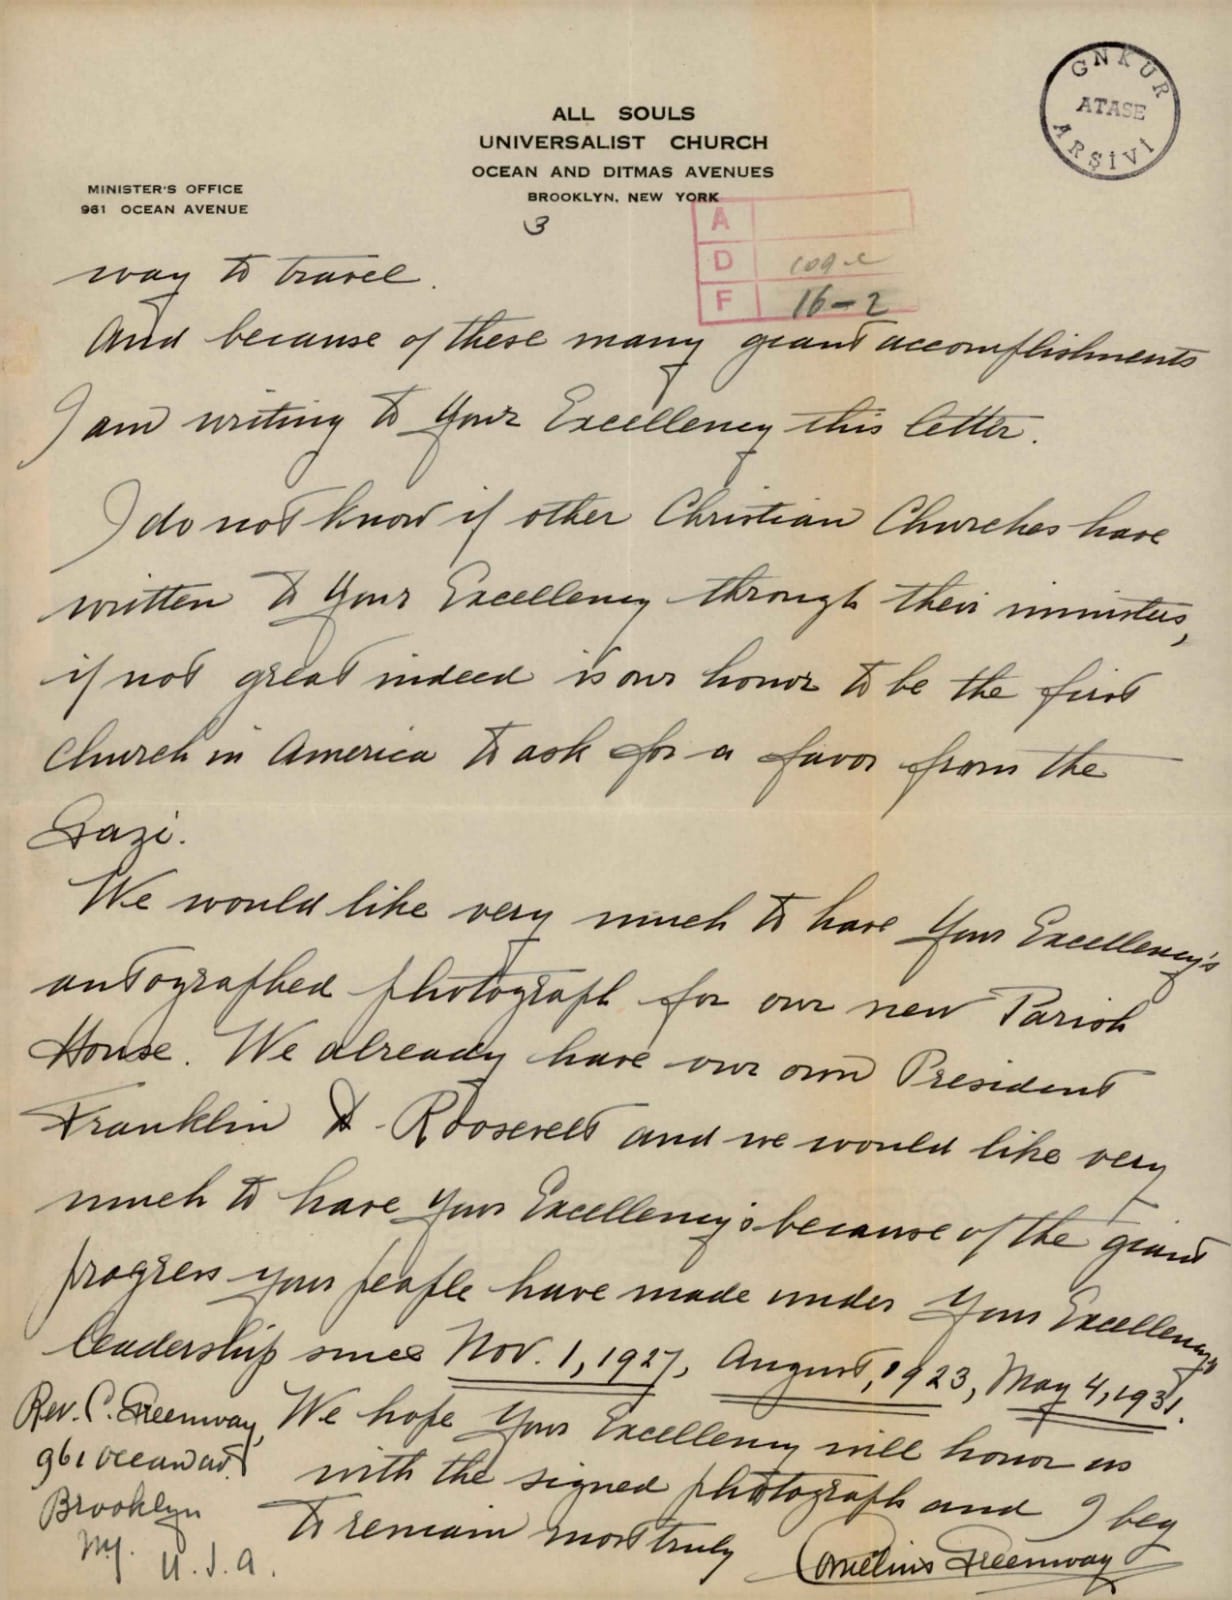 GNKUR
ATASE
ARŞİVİ
ALL SOULS
UNIVERSALIST CHURCH
OCEAN AND DITMAS AVENUES
BROOKLYN, NEW YORK
MINISTER'S OFFICE
961 OCEAN AVENUE
3
A
D
F 16-2
way to travel.
And because of these many giant accomplishments
I am writing to Your Excellency this letter.
I do not know if other Christian Churches have
written to Your Excellency through their ministers,
if not great indeed is our honor to be the first
Church in America to ask for a favor from the
Gazi.
We would like very much to have Your Excellency's
autographed photograph for our new Parish
House. We already have our own President
Franklin D. Roosevelt and we would like very
much to have Your Excellency's because of the giant
progress your people have made under Your Excellency's
leadership since Nov. 1, 1927, August, 1923, May 4, 1931.
We hope Your Excellency will honor us
with the signed photograph and I beg
to remain most truly
Cornelius Greenway
Rev. C. Greenway,
961 Ocean av.
Brooklyn
N.Y.
U.S.A.